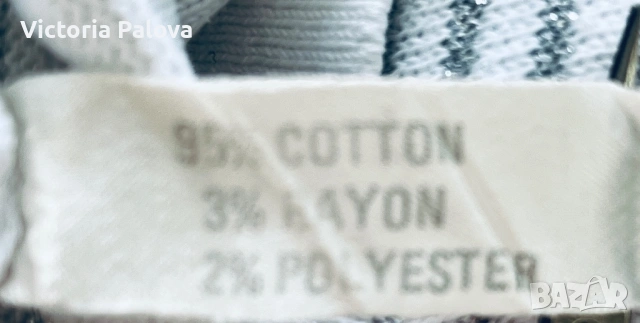 Victoria Palova
95% COTTON
3% RAYON
2% POLYESTER
BAZAR